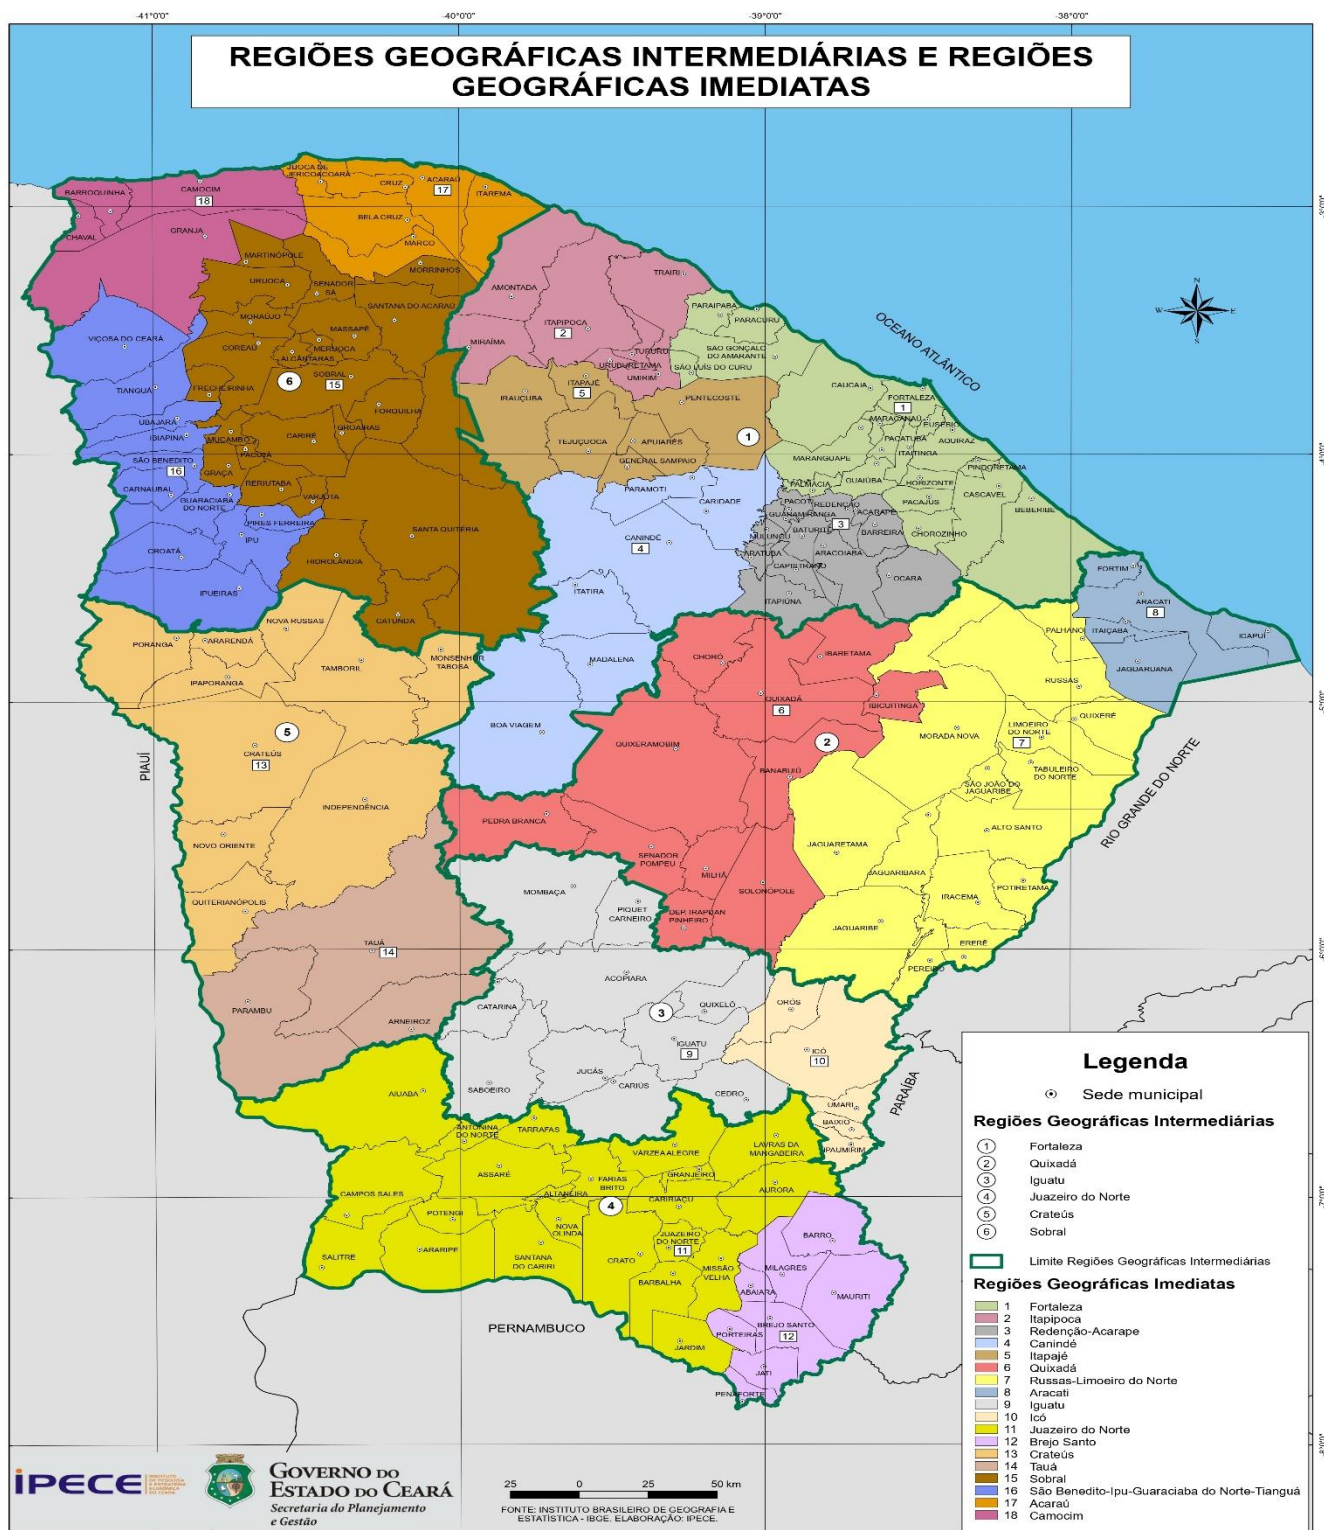 -41°0'0"
-40°0'0"
-39°0'0"
-38°0'0"
REGIÕES GEOGRÁFICAS INTERMEDIÁRIAS E REGIÕES
GEOGRÁFICAS IMEDIATAS
JIJOCA DE
JERICOACOARA
CRUZ
ACARAÚ
17
ITAREMA
BARROQUINHA
CAMOCIM
18
CHAVAL
GRANJA
BELA CRUZ
MARCO
MARTINÓPOLE
MORRINHOS
URUOCA
SENADOR
SÁ
SANTANA DO ACARAÚ
MORAÚJO
MASSAPÊ
COREAÚ
MERUOCA
ALCÂNTARAS
SOBRAL
15
6
FRECHEIRINHA
FORQUILHA
MUCAMBO
CARIRÉ
GROAÍRAS
PACUJÁ
GRAÇA
RERIUTABA
VARJOTA
SANTA QUITÉRIA
HIDROLÂNDIA
CATUNDA
VIÇOSA DO CEARÁ
TIANGUÁ
UBAJARA
IBIAPINA
SÃO BENEDITO
16
CARNAUBAL
GUARACIABA
DO NORTE
PIRES FERREIRA
IPU
CROATÁ
IPUEIRAS
TRAIRI
AMONTADA
ITAPIPOCA
2
MIRAÍMA
TURURU
URUBURETAMA
UMIRIM
PARAIPABA
PARACURU
SÃO GONÇALO
DO AMARANTE
SÃO LUÍS DO CURU
OCEANO ATLÂNTICO
N
W
E
S
ITAPAJÉ
5
IRAUÇUBA
PENTECOSTE
1
TEJUÇUOCA
APUIARÉS
GENERAL SAMPAIO
CAUCAIA
FORTALEZA
1
MARACANAÚ
EUSÉBIO
PACATUBA
AQUIRAZ
ITAITINGA
MARANGUAPE
GUAIÚBA
PINDORETAMA
HORIZONTE
CASCAVEL
PACAJUS
BEBERIBE
CHOROZINHO
PARAMOTI
CARIDADE
CANINDÉ
4
ITATIRA
MADALENA
BOA VIAGEM
PALMÁCIA
PACOTI
REDENÇÃO
GUARAMIRANGA
3
ACARAPE
MULUNGU
BATURITÉ
BARREIRA
ARATUBA
ARACOIABA
CAPISTRANO
OCARA
ITAPIÚNA
FORTIM
ARACATI
8
ITAIÇABA
ICAPUÍ
JAGUARUANA
PORANGA
ARARENDÁ
NOVA RUSSAS
TAMBORIL
MONSENHOR
TABOSA
IPAPORANGA
5
CRATEÚS
13
INDEPENDÊNCIA
NOVO ORIENTE
QUITERIANÓPOLIS
PIAUÍ
CHORÓ
IBARETAMA
QUIXADÁ
6
IBICUITINGA
QUIXERAMOBIM
2
BANABUIÚ
PEDRA BRANCA
SENADOR
POMPEU
MILHÃ
SOLONÓPOLE
DEP. IRAPUAN
PINHEIRO
PALHANO
RUSSAS
QUIXERÉ
LIMOEIRO
DO NORTE
7
MORADA NOVA
TABULEIRO
DO NORTE
SÃO JOÃO DO
JAGUARIBE
ALTO SANTO
JAGUARETAMA
JAGUARIBARA
POTIRETAMA
IRACEMA
JAGUARIBE
ERERÊ
PEREIRO
RIO GRANDE DO NORTE
MOMBAÇA
PIQUET
CARNEIRO
ACOPIARA
CATARINA
3
QUIXELÔ
IGUATU
9
JUCÁS
CARIÚS
SABOEIRO
CEDRO
TAUÁ
14
PARAMBU
ARNEIROZ
ORÓS
ICÓ
10
UMARI
BAIXIO
IPAUMIRIM
PARAÍBA
AIUABA
ANTONINA
DO NORTE
TARRAFAS
VÁRZEA ALEGRE
LAVRAS DA
MANGABEIRA
ASSARÉ
FARIAS
BRITO
GRANJEIRO
AURORA
CAMPOS SALES
ALTANEIRA
4
CARIRIAÇU
POTENGI
NOVA
OLINDA
JUAZEIRO
DO NORTE
11
SALITRE
ARARIPE
SANTANA
DO CARIRI
CRATO
MISSÃO
VELHA
BARBALHA
JARDIM
BARRO
MILAGRES
ABAIARA
MAURITI
BREJO SANTO
12
PORTEIRAS
JATI
PENAFORTE
PERNAMBUCO
Legenda
Sede municipal
Regiões Geográficas Intermediárias
1 Fortaleza
2 Quixadá
3 Iguatu
4 Juazeiro do Norte
5 Crateús
6 Sobral
Limite Regiões Geográficas Intermediárias
Regiões Geográficas Imediatas
1 Fortaleza
2 Itapipoca
3 Redenção-Acarape
4 Canindé
5 Itapajé
6 Quixadá
7 Russas-Limoeiro do Norte
8 Aracati
9 Iguatu
10 Icó
11 Juazeiro do Norte
12 Brejo Santo
13 Crateús
14 Tauá
15 Sobral
16 São Benedito-Ipu-Guaraciaba do Norte-Tianguá
17 Acaraú
18 Camocim
iPECE
INSTITUTO
DE PESQUISA
E ESTRATÉGIA
ECONÔMICA
DO CEARÁ
GOVERNO DO
ESTADO DO CEARÁ
Secretaria do Planejamento
e Gestão
25 0 25 50 km
FONTE: INSTITUTO BRASILEIRO DE GEOGRAFIA E
ESTATÍSTICA - IBGE. ELABORAÇÃO: IPECE.